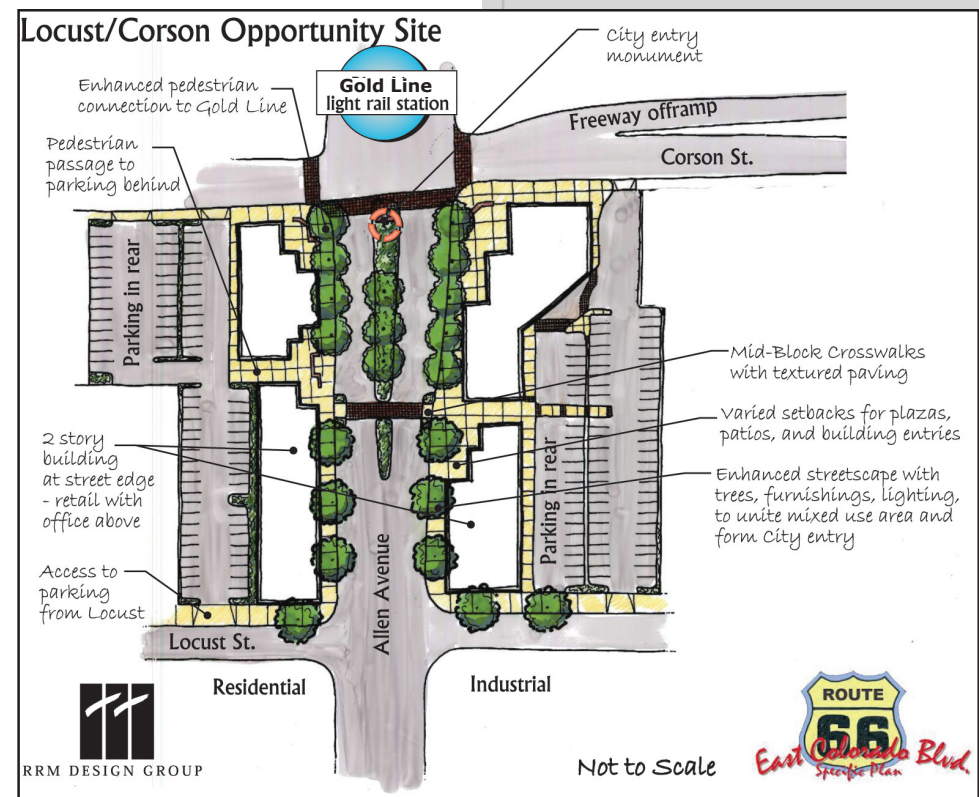 Locust/Corson Opportunity Site
City entry
monument
Gold Line
light rail station
Enhanced pedestrian
connection to Gold Line
Freeway offramp
Corson St.
Pedestrian
passage to
parking behind
Parking in rear
Mid-Block Crosswalks
with textured paving
Varied setbacks for plazas,
patios, and building entries
2 story
building
at street edge
- retail with
office above
Parking in rear
Enhanced streetscape with
trees, furnishings, lighting,
to unite mixed use area and
form City entry
Access to
parking
from Locust
Allen Avenue
Locust St.
Residential
Industrial
RRM DESIGN GROUP
Not to Scale
ROUTE
66
East Colorado Blvd.
Specific Plan